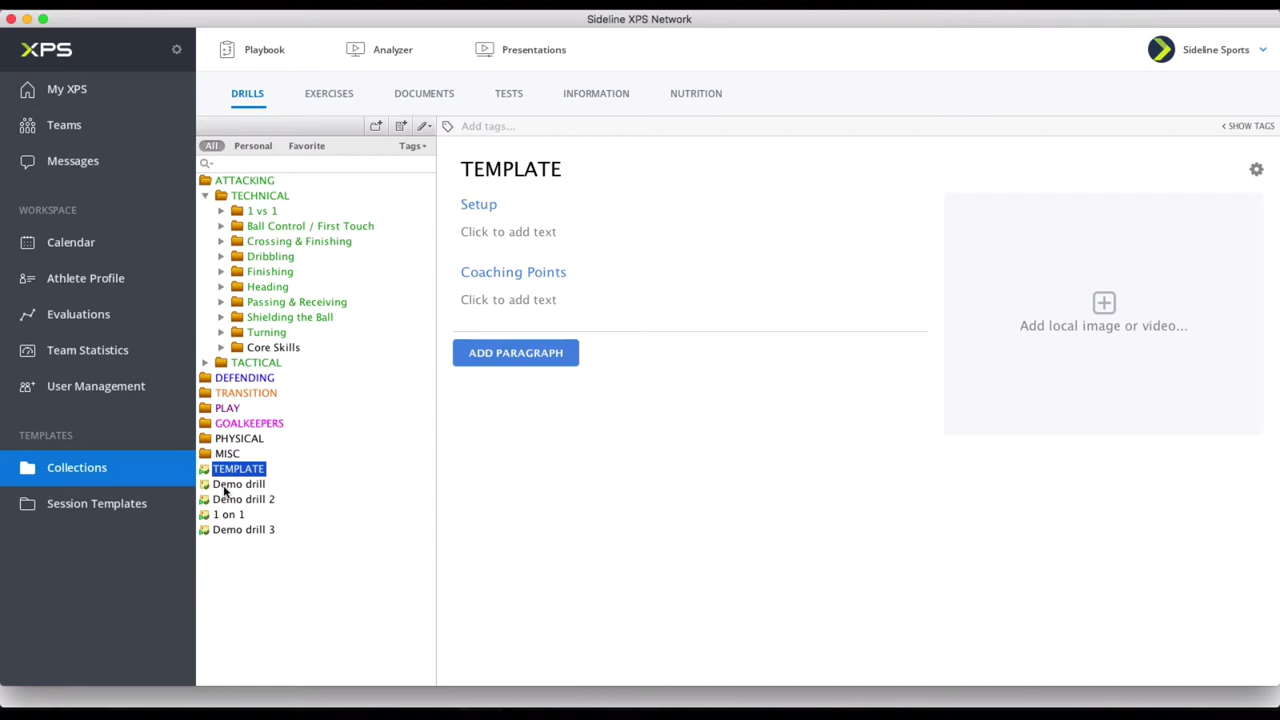 Sideline XPS Network
XPS
Playbook
Analyzer
Presentations
Sideline Sports
My XPS
Teams
Messages
WORKSPACE
Calendar
Athlete Profile
Evaluations
Team Statistics
User Management
TEMPLATES
Collections
Session Templates
DRILLS
EXERCISES
DOCUMENTS
TESTS
INFORMATION
NUTRITION
Add tags...
< SHOW TAGS
All
Personal
Favorite
Tags
ATTACKING
TECHNICAL
1 vs 1
Ball Control / First Touch
Crossing & Finishing
Dribbling
Finishing
Heading
Passing & Receiving
Shielding the Ball
Turning
Core Skills
TACTICAL
DEFENDING
TRANSITION
PLAY
GOALKEEPERS
PHYSICAL
MISC
TEMPLATE
Demo drill
Demo drill 2
1 on 1
Demo drill 3
TEMPLATE
Setup
Click to add text
Coaching Points
Click to add text
ADD PARAGRAPH
Add local image or video...